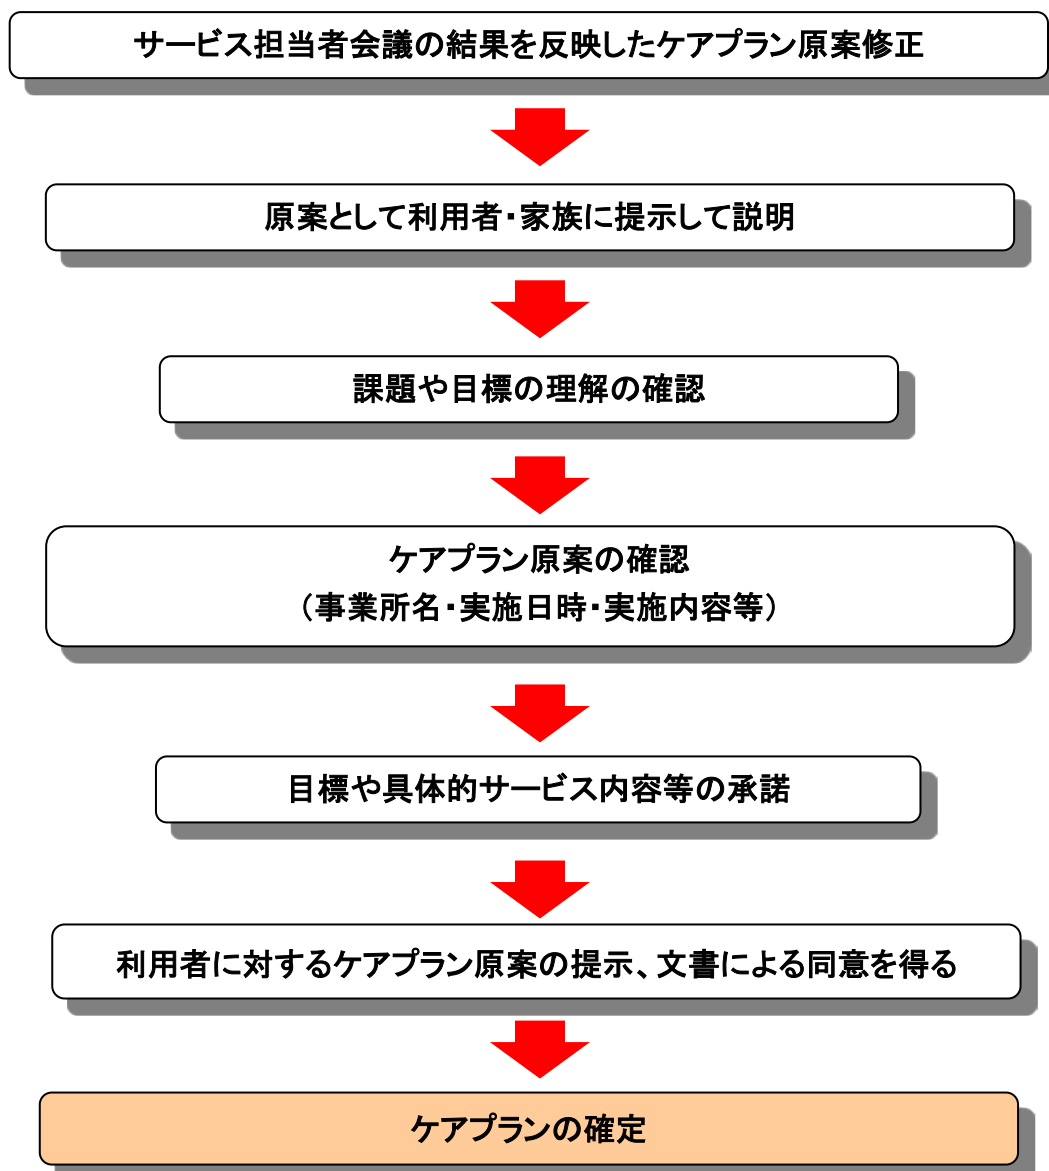 サービス担当者会議の結果を反映したケアプラン原案修正
原案として利用者・家族に提示して説明
課題や目標の理解の確認
ケアプラン原案の確認
（事業所名・実施日時・実施内容等）
目標や具体的サービス内容等の承諾
利用者に対するケアプラン原案の提示、文書による同意を得る
ケアプランの確定